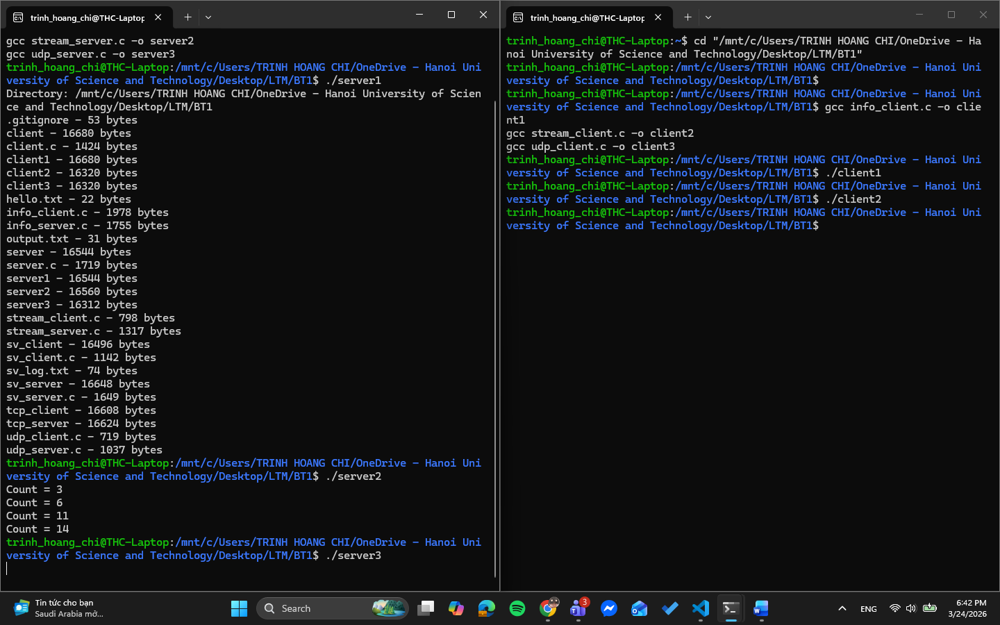 trinh_hoang_chi@THC-Laptop:
gcc stream_server.c -o server2
gcc udp_server.c -o server3
trinh_hoang_chi@THC-Laptop:/mnt/c/Users/TRINH HOANG CHI/OneDrive - Hanoi Uni
versity of Science and Technology/Desktop/LTM/BT1$ ./server1
Directory: /mnt/c/Users/TRINH HOANG CHI/OneDrive - Hanoi University of Scien
ce and Technology/Desktop/LTM/BT1
.gitignore - 53 bytes
client - 16680 bytes
client.c - 1424 bytes
client1 - 16680 bytes
client2 - 16320 bytes
client3 - 16320 bytes
hello.txt - 22 bytes
info_client.c - 1978 bytes
info_server.c - 1755 bytes
output.txt - 31 bytes
server - 16544 bytes
server.c - 1719 bytes
server1 - 16544 bytes
server2 - 16560 bytes
server3 - 16312 bytes
stream_client.c - 798 bytes
stream_server.c - 1317 bytes
sv_client - 16496 bytes
sv_client.c - 1142 bytes
sv_log.txt - 74 bytes
sv_server - 16648 bytes
sv_server.c - 1649 bytes
tcp_client - 16608 bytes
tcp_server - 16624 bytes
udp_client.c - 719 bytes
udp_server.c - 1037 bytes
trinh_hoang_chi@THC-Laptop:/mnt/c/Users/TRINH HOANG CHI/OneDrive - Hanoi Uni
versity of Science and Technology/Desktop/LTM/BT1$ ./server2
Count = 3
Count = 6
Count = 11
Count = 14
trinh_hoang_chi@THC-Laptop:/mnt/c/Users/TRINH HOANG CHI/OneDrive - Hanoi Uni
versity of Science and Technology/Desktop/LTM/BT1$ ./server3
trinh_hoang_chi@THC-Laptop:
trinh_hoang_chi@THC-Laptop:~$ cd "/mnt/c/Users/TRINH HOANG CHI/OneDrive - Ha
noi University of Science and Technology/Desktop/LTM/BT1"
trinh_hoang_chi@THC-Laptop:/mnt/c/Users/TRINH HOANG CHI/OneDrive - Hanoi Uni
versity of Science and Technology/Desktop/LTM/BT1$
trinh_hoang_chi@THC-Laptop:/mnt/c/Users/TRINH HOANG CHI/OneDrive - Hanoi Uni
versity of Science and Technology/Desktop/LTM/BT1$ gcc info_client.c -o clie
nt1
gcc stream_client.c -o client2
gcc udp_client.c -o client3
trinh_hoang_chi@THC-Laptop:/mnt/c/Users/TRINH HOANG CHI/OneDrive - Hanoi Uni
versity of Science and Technology/Desktop/LTM/BT1$ ./client1
trinh_hoang_chi@THC-Laptop:/mnt/c/Users/TRINH HOANG CHI/OneDrive - Hanoi Uni
versity of Science and Technology/Desktop/LTM/BT1$ ./client2
trinh_hoang_chi@THC-Laptop:/mnt/c/Users/TRINH HOANG CHI/OneDrive - Hanoi Uni
versity of Science and Technology/Desktop/LTM/BT1$
Tin tức cho bạn
Saudi Arabia mở...
Search
3
ENG
6:42 PM
3/24/2026